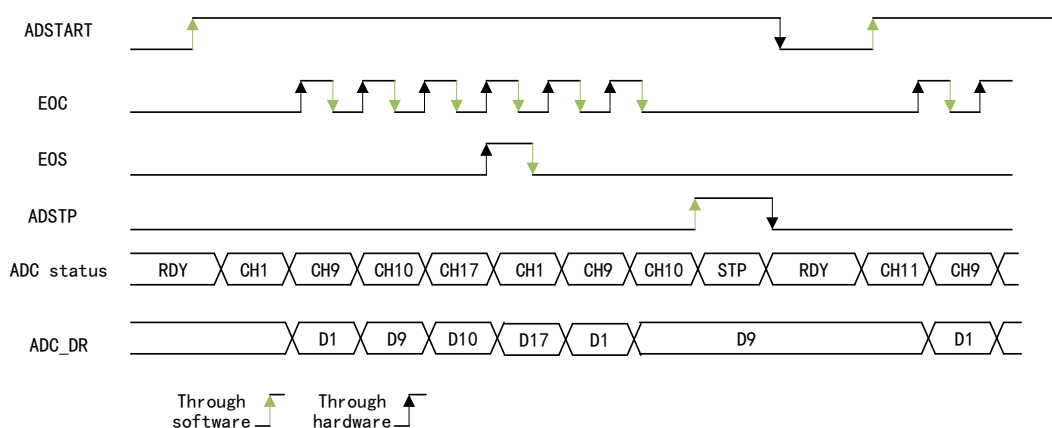 ADSTART
EOC
EOS
ADSTP
ADC status RDY CH1 CH9 CH10 CH17 CH1 CH9 CH10 STP RDY CH11 CH9
ADC_DR D1 D9 D10 D17 D1 D9 D1
Through software Through hardware